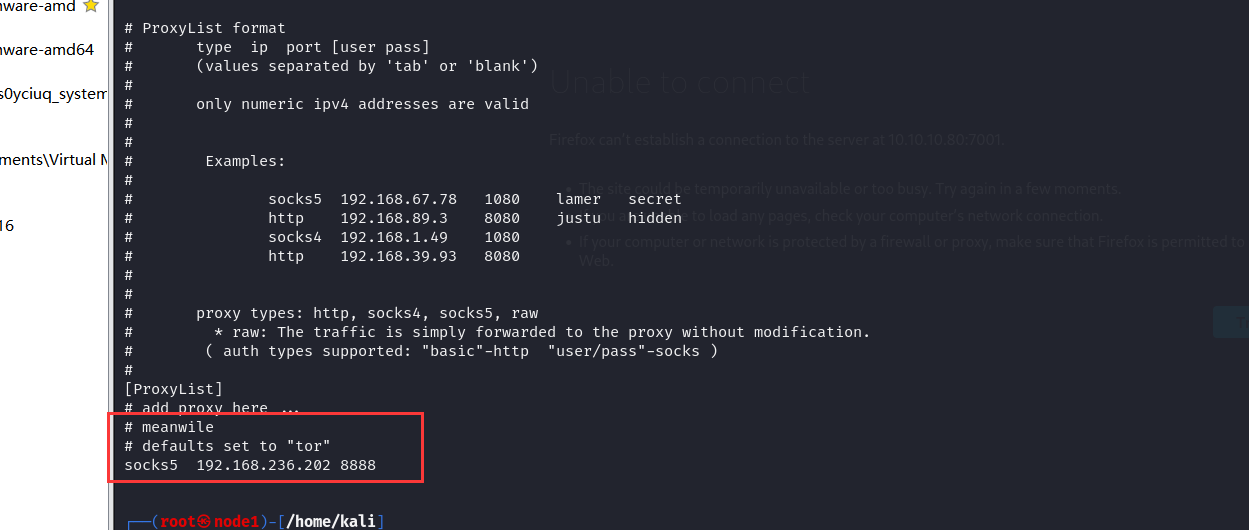 nware-amd
nware-amd64
s0yciuq_system
ments\Virtual M
16
# ProxyList format
#       type  ip  port [user pass]
#       (values separated by 'tab' or 'blank')
#
#       only numeric ipv4 addresses are valid
#
#
#        Examples:
#
#               socks5  192.168.67.78   1080    lamer   secret
#               http    192.168.89.3    8080    justu   hidden
#               socks4  192.168.1.49    1080
#               http    192.168.39.93   8080
#
#
#       proxy types: http, socks4, socks5, raw
#         * raw: The traffic is simply forwarded to the proxy without modification.
#        ( auth types supported: "basic"-http  "user/pass"-socks )
#
[ProxyList]
# add proxy here ...
# meanwile
# defaults set to "tor"
socks5  192.168.236.202 8888
(root㉿node1)-[/home/kali]
Unable to connect
Firefox can't establish a connection to the server at 10.10.10.80:7001
The site could be temporarily unavailable or too busy. Try again in a few moments.
to load any pages, check your computer's network connection.
If your computer or network is protected by a firewall or proxy, make sure that Firefox is permitted to
Web.